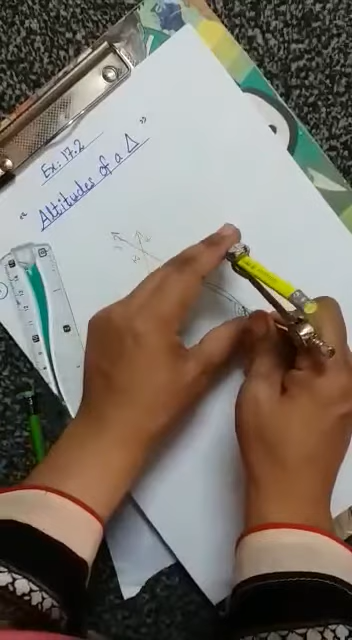 Ex: 17.2
"Altitudes of a Δ"